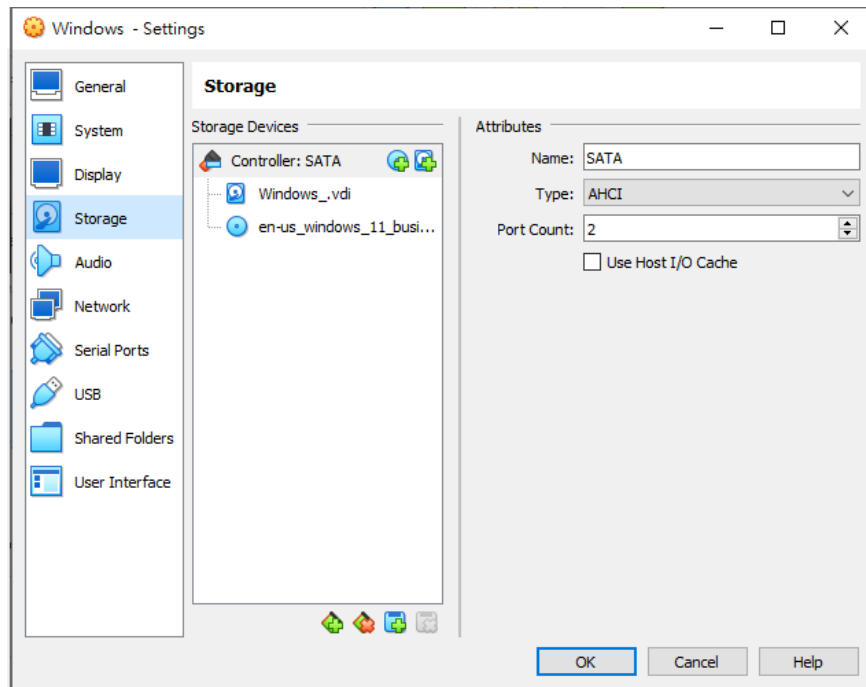 Windows - Settings
General
System
Display
Storage
Audio
Network
Serial Ports
USB
Shared Folders
User Interface
Storage
Storage Devices
Controller: SATA
Windows_.vdi
en-us_windows_11_busi...
Attributes
Name: SATA
Type: AHCI
Port Count: 2
Use Host I/O Cache
OK Cancel Help